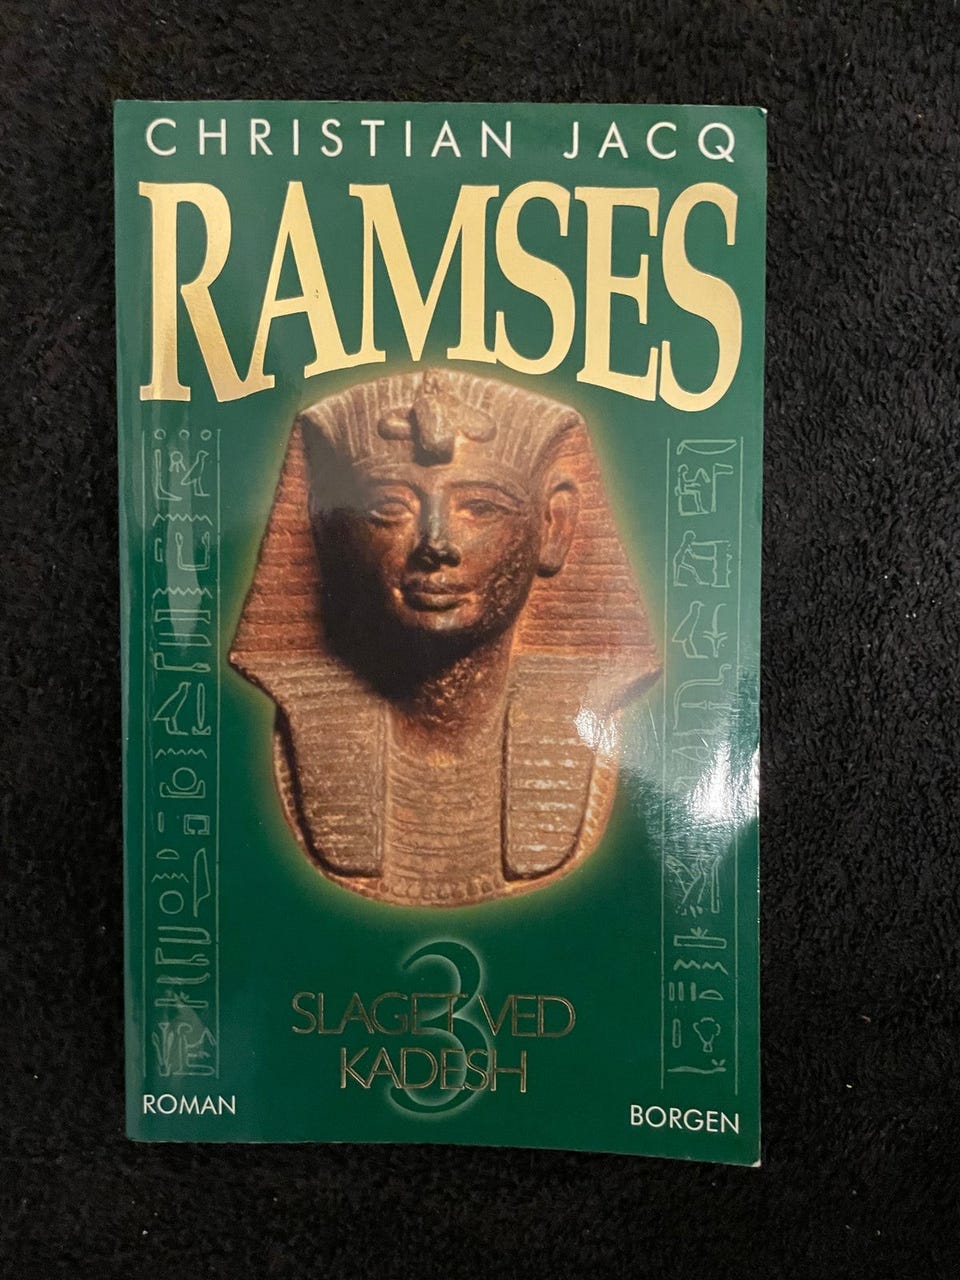 CHRISTIAN JACQ
RAMSES
3
SLAGET VED
KADESH
ROMAN
BORGEN